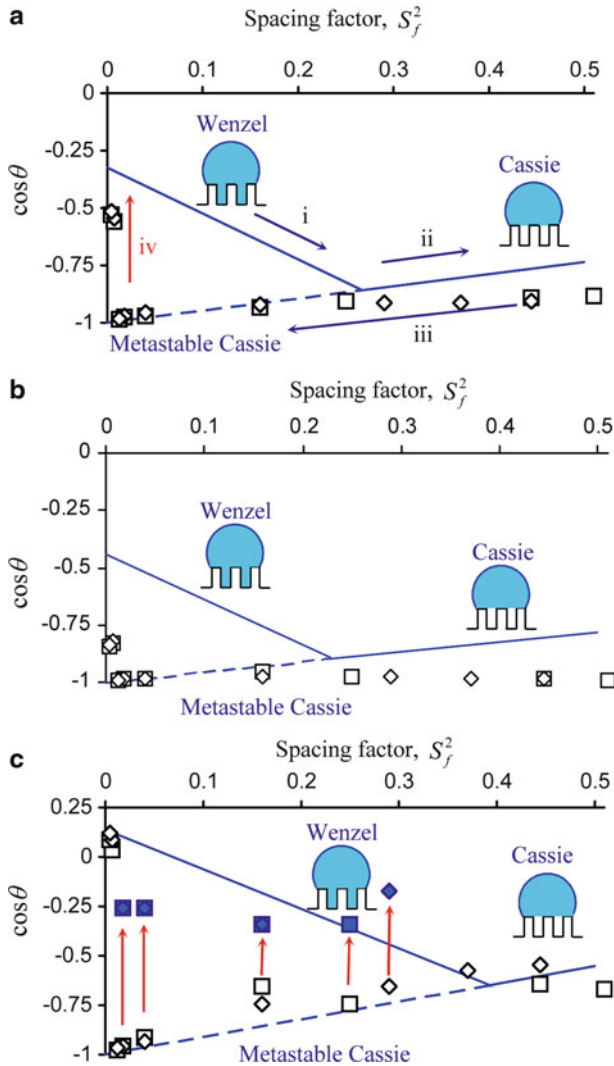 a
Spacing factor, S_f^2
0 0.1 0.2 0.3 0.4 0.5
0
-0.25
-0.5
-0.75
-1
cosθ
Wenzel
Cassie
i
ii
iii
iv
Metastable Cassie
b
Spacing factor, S_f^2
0 0.1 0.2 0.3 0.4 0.5
0
-0.25
-0.5
-0.75
-1
cosθ
Wenzel
Cassie
Metastable Cassie
c
Spacing factor, S_f^2
0 0.1 0.2 0.3 0.4 0.5
0.25
0
-0.25
-0.5
-0.75
-1
cosθ
Wenzel
Cassie
Metastable Cassie